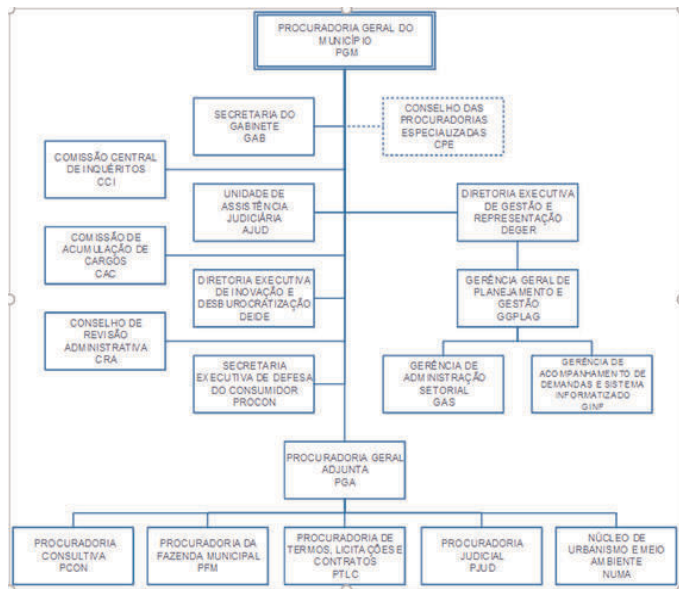 PROCURADORIA GERAL DO
MUNICÍPIO
PGM
SECRETARIA DO
GABINETE
GAB
CONSELHO DAS
PROCURADORIAS
ESPECIALIZADAS
CPE
COMISSÃO CENTRAL
DE INQUÉRITOS
CCI
UNIDADE DE
ASSISTÊNCIA
JUDICIÁRIA
AJUD
DIRETORIA EXECUTIVA
DE GESTÃO E
REPRESENTAÇÃO
DEGER
COMISSÃO DE
ACUMULAÇÃO DE
CARGOS
CAC
DIRETORIA EXECUTIVA
DE INOVAÇÃO E
DESBUROCRATIZAÇÃO
DEIDE
GERÊNCIA GERAL DE
PLANEJAMENTO E
GESTÃO
GGPLAG
CONSELHO DE
REVISÃO
ADMINISTRATIVA
CRA
SECRETARIA
EXECUTIVA DE DEFESA
DO CONSUMIDOR
PROCON
GERÊNCIA DE
ADMINISTRAÇÃO
SETORIAL
GAS
GERÊNCIA DE
ACOMPANHAMENTO DE
DEMANDAS E SISTEMA
INFORMATIZADO
GINF
PROCURADORIA GERAL
ADJUNTA
PGA
PROCURADORIA
CONSULTIVA
PCON
PROCURADORIA DA
FAZENDA MUNICIPAL
PFM
PROCURADORIA DE
TERMOS, LICITAÇÕES E
CONTRATOS
PTLC
PROCURADORIA
JUDICIAL
PJUD
NÚCLEO DE
URBANISMO E MEIO
AMBIENTE
NUMA